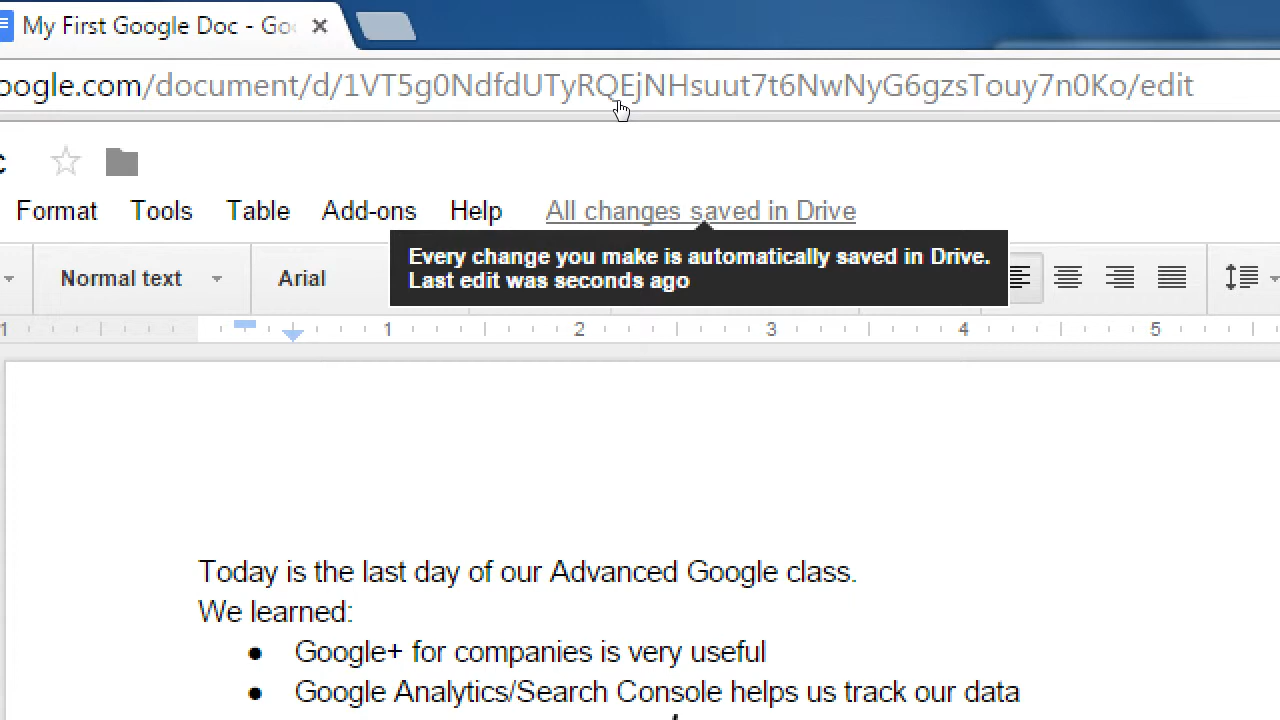 My First Google Doc - Goo
oogle.com/document/d/1VT5g0NdfdUTyRQEjNHsuut7t6NwNyG6gzsTouy7n0Ko/edit
c
Format Tools Table Add-ons Help All changes saved in Drive
Every change you make is automatically saved in Drive.
Last edit was seconds ago
Normal text Arial
1 1 2 3 4 5
Today is the last day of our Advanced Google class.
We learned:
● Google+ for companies is very useful
● Google Analytics/Search Console helps us track our data